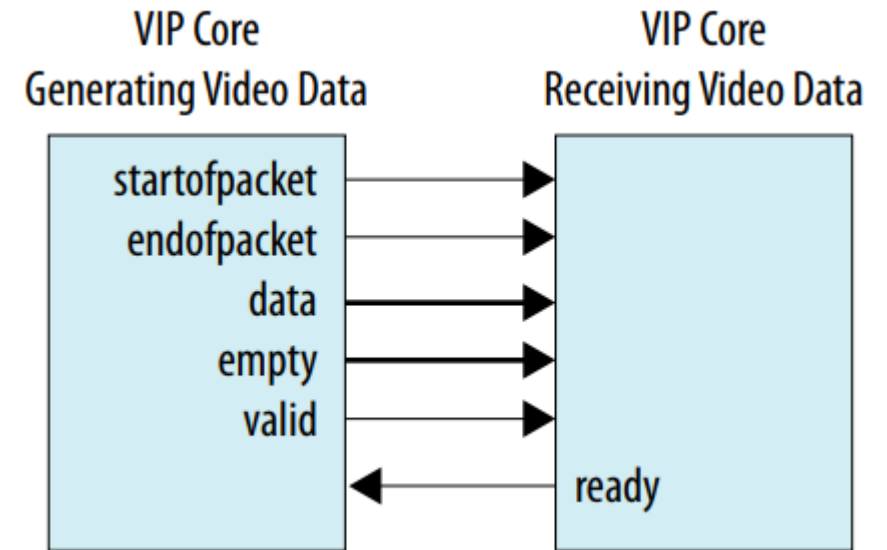 VIP Core
Generating Video Data
VIP Core
Receiving Video Data
startofpacket
endofpacket
data
empty
valid
ready